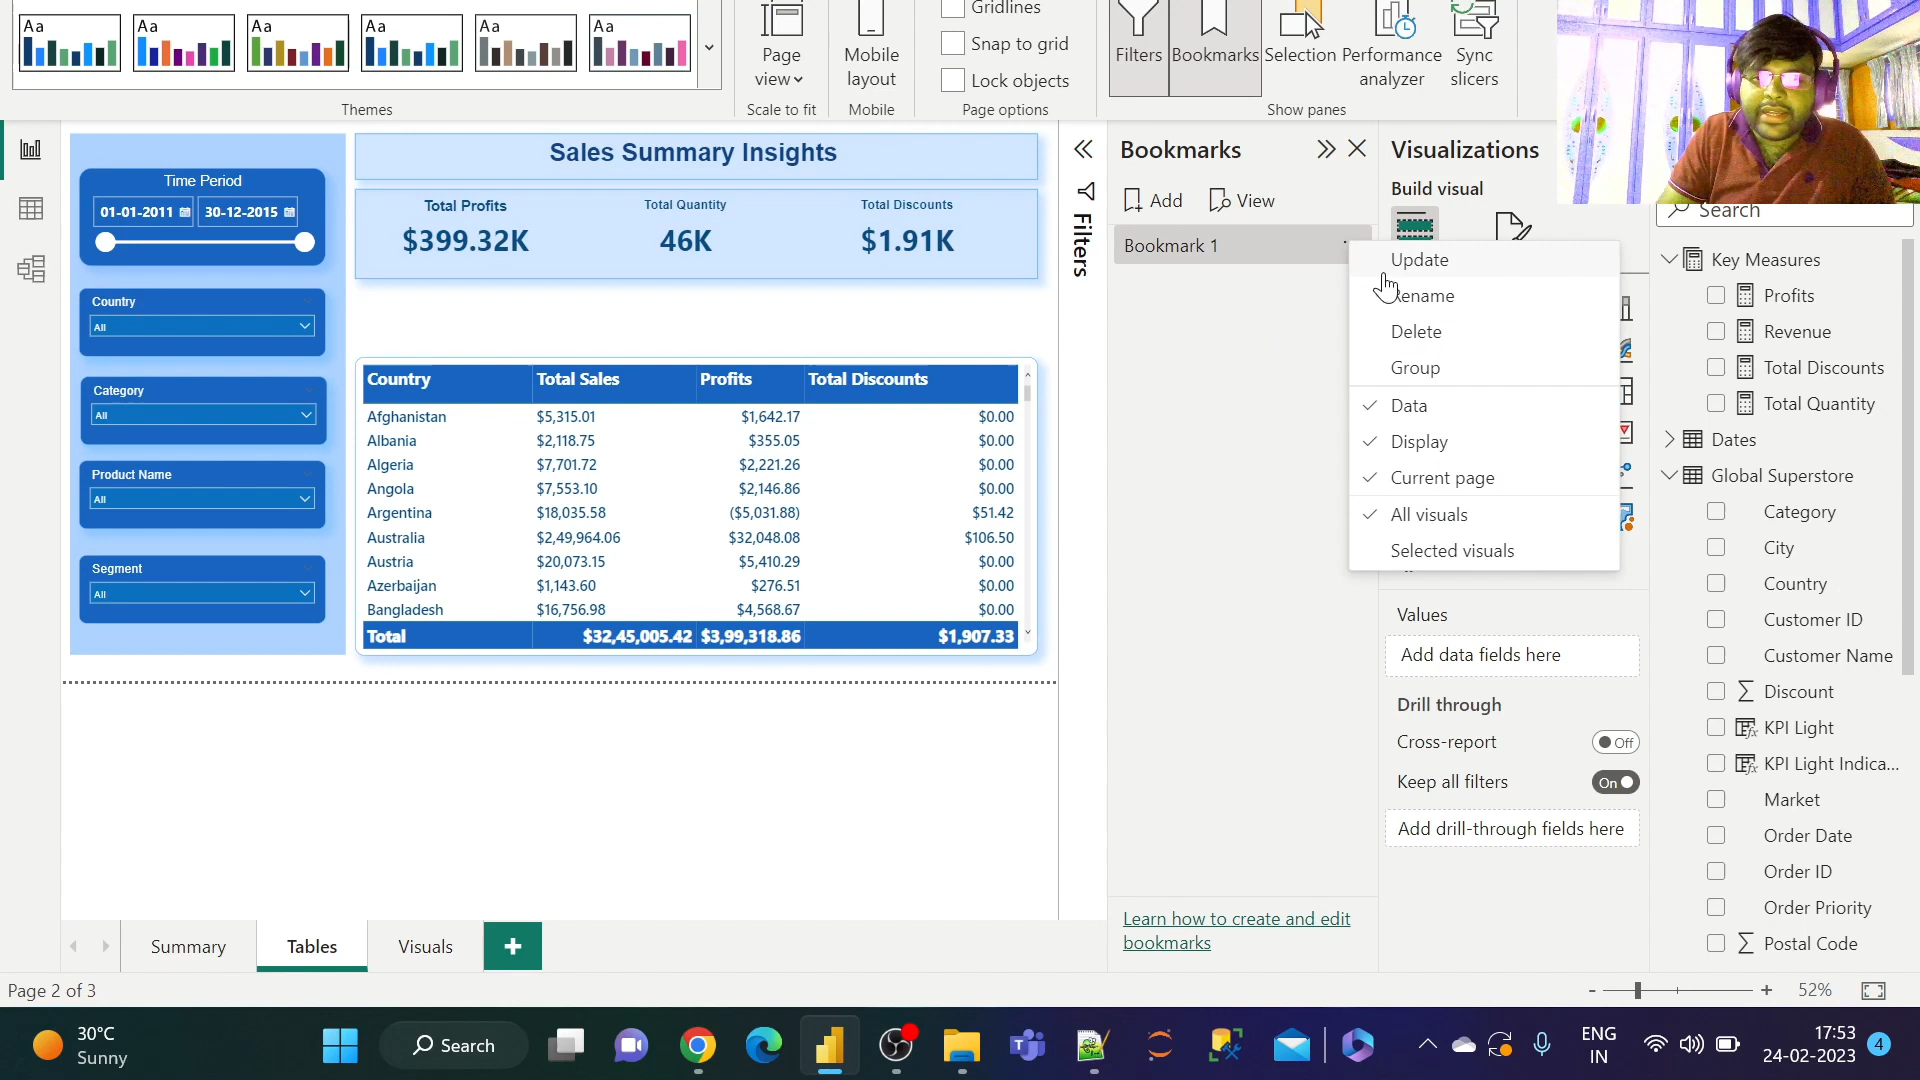 Aa Aa Aa Aa Aa Aa
Themes
Page view
Scale to fit
Mobile layout
Mobile
Gridlines
Snap to grid
Lock objects
Page options
Filters
Bookmarks
Selection
Performance analyzer
Sync slicers
Show panes
Time Period
01-01-2011 30-12-2015
Country
All
Category
All
Product Name
All
Segment
All
Sales Summary Insights
Total Profits Total Quantity Total Discounts
$399.32K 46K $1.91K
Country Total Sales Profits Total Discounts
Afghanistan $5,315.01 $1,642.17 $0.00
Albania $2,118.75 $355.05 $0.00
Algeria $7,701.72 $2,221.26 $0.00
Angola $7,553.10 $2,146.86 $0.00
Argentina $18,035.58 ($5,031.88) $51.42
Australia $2,49,964.06 $32,048.08 $106.50
Austria $20,073.15 $5,410.29 $0.00
Azerbaijan $1,143.60 $276.51 $0.00
Bangladesh $16,756.98 $4,568.67 $0.00
Total $32,45,005.42 $3,99,318.86 $1,907.33
Filters
Bookmarks
Add View
Bookmark 1
Learn how to create and edit
bookmarks
Update
Delete
Group
Data
Display
Current page
All visuals
Selected visuals
Visualizations
Build visual
Values
Add data fields here
Drill through
Cross-report Off
Keep all filters On
Add drill-through fields here
Search
Key Measures
Profits
Revenue
Total Discounts
Total Quantity
Dates
Global Superstore
Category
City
Country
Customer ID
Customer Name
Discount
KPI Light
KPI Light Indica...
Market
Order Date
Order ID
Order Priority
Postal Code
Summary Tables Visuals +
Page 2 of 3
- + 52%
30°C
Sunny
Search
ENG
IN
17:53
24-02-2023
4